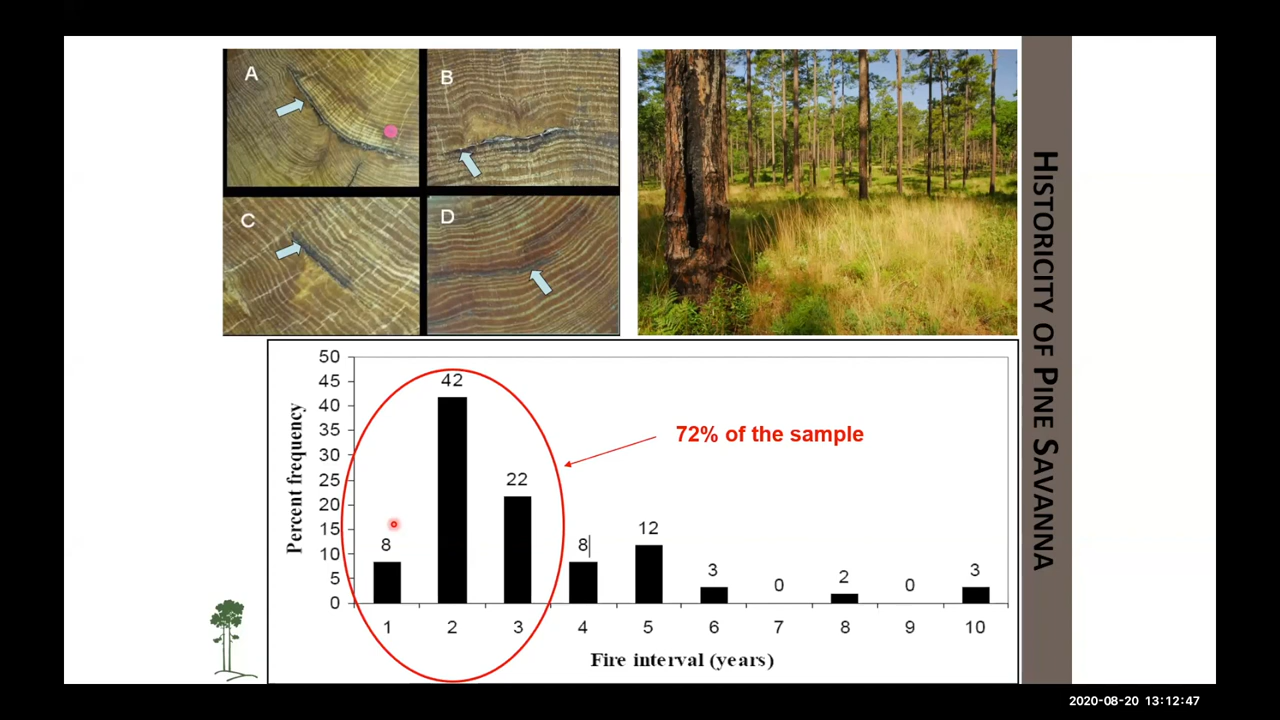 A
B
C
D
HISTORICITY OF PINE SAVANNA
50
45
40
35
30
25
20
15
10
5
0
Percent frequency
8
42
22
8
12
3
0
2
0
3
72% of the sample
1 2 3 4 5 6 7 8 9 10
Fire interval (years)
2020-08-20 13:12:47